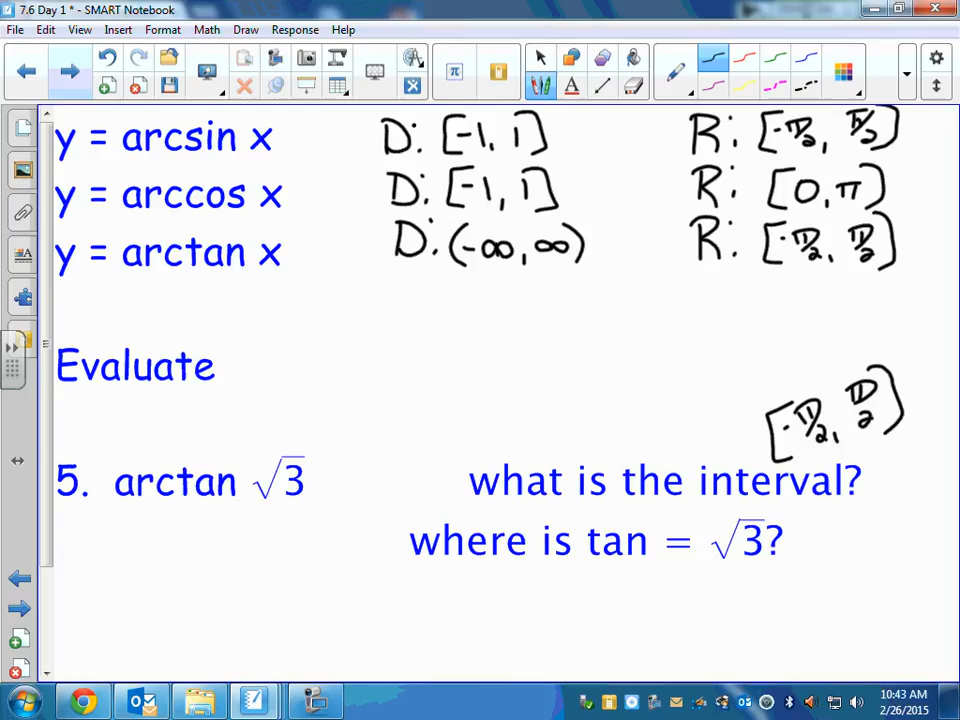 7.6 Day 1 * - SMART Notebook
File Edit View Insert Format Math Draw Response Help
y = arcsin x D: [-1, 1] R: [-π/2, π/2]
y = arccos x D: [-1, 1] R: [0, π]
y = arctan x D: (-∞, ∞) R: [-π/2, π/2]
Evaluate
[-π/2, π/2)
5. arctan √3 what is the interval?
where is tan = √3?
10:43 AM
2/26/2015